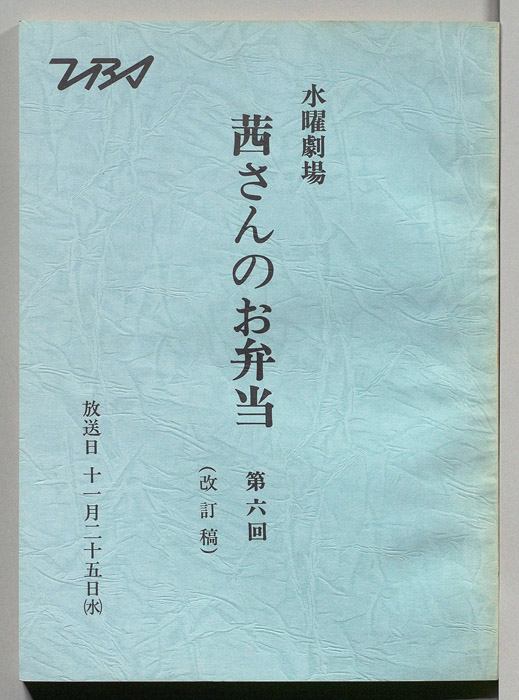 TBS
水曜劇場
茜さんのお弁当
第六回
(改訂稿)
放送日 十一月二十五日㈬